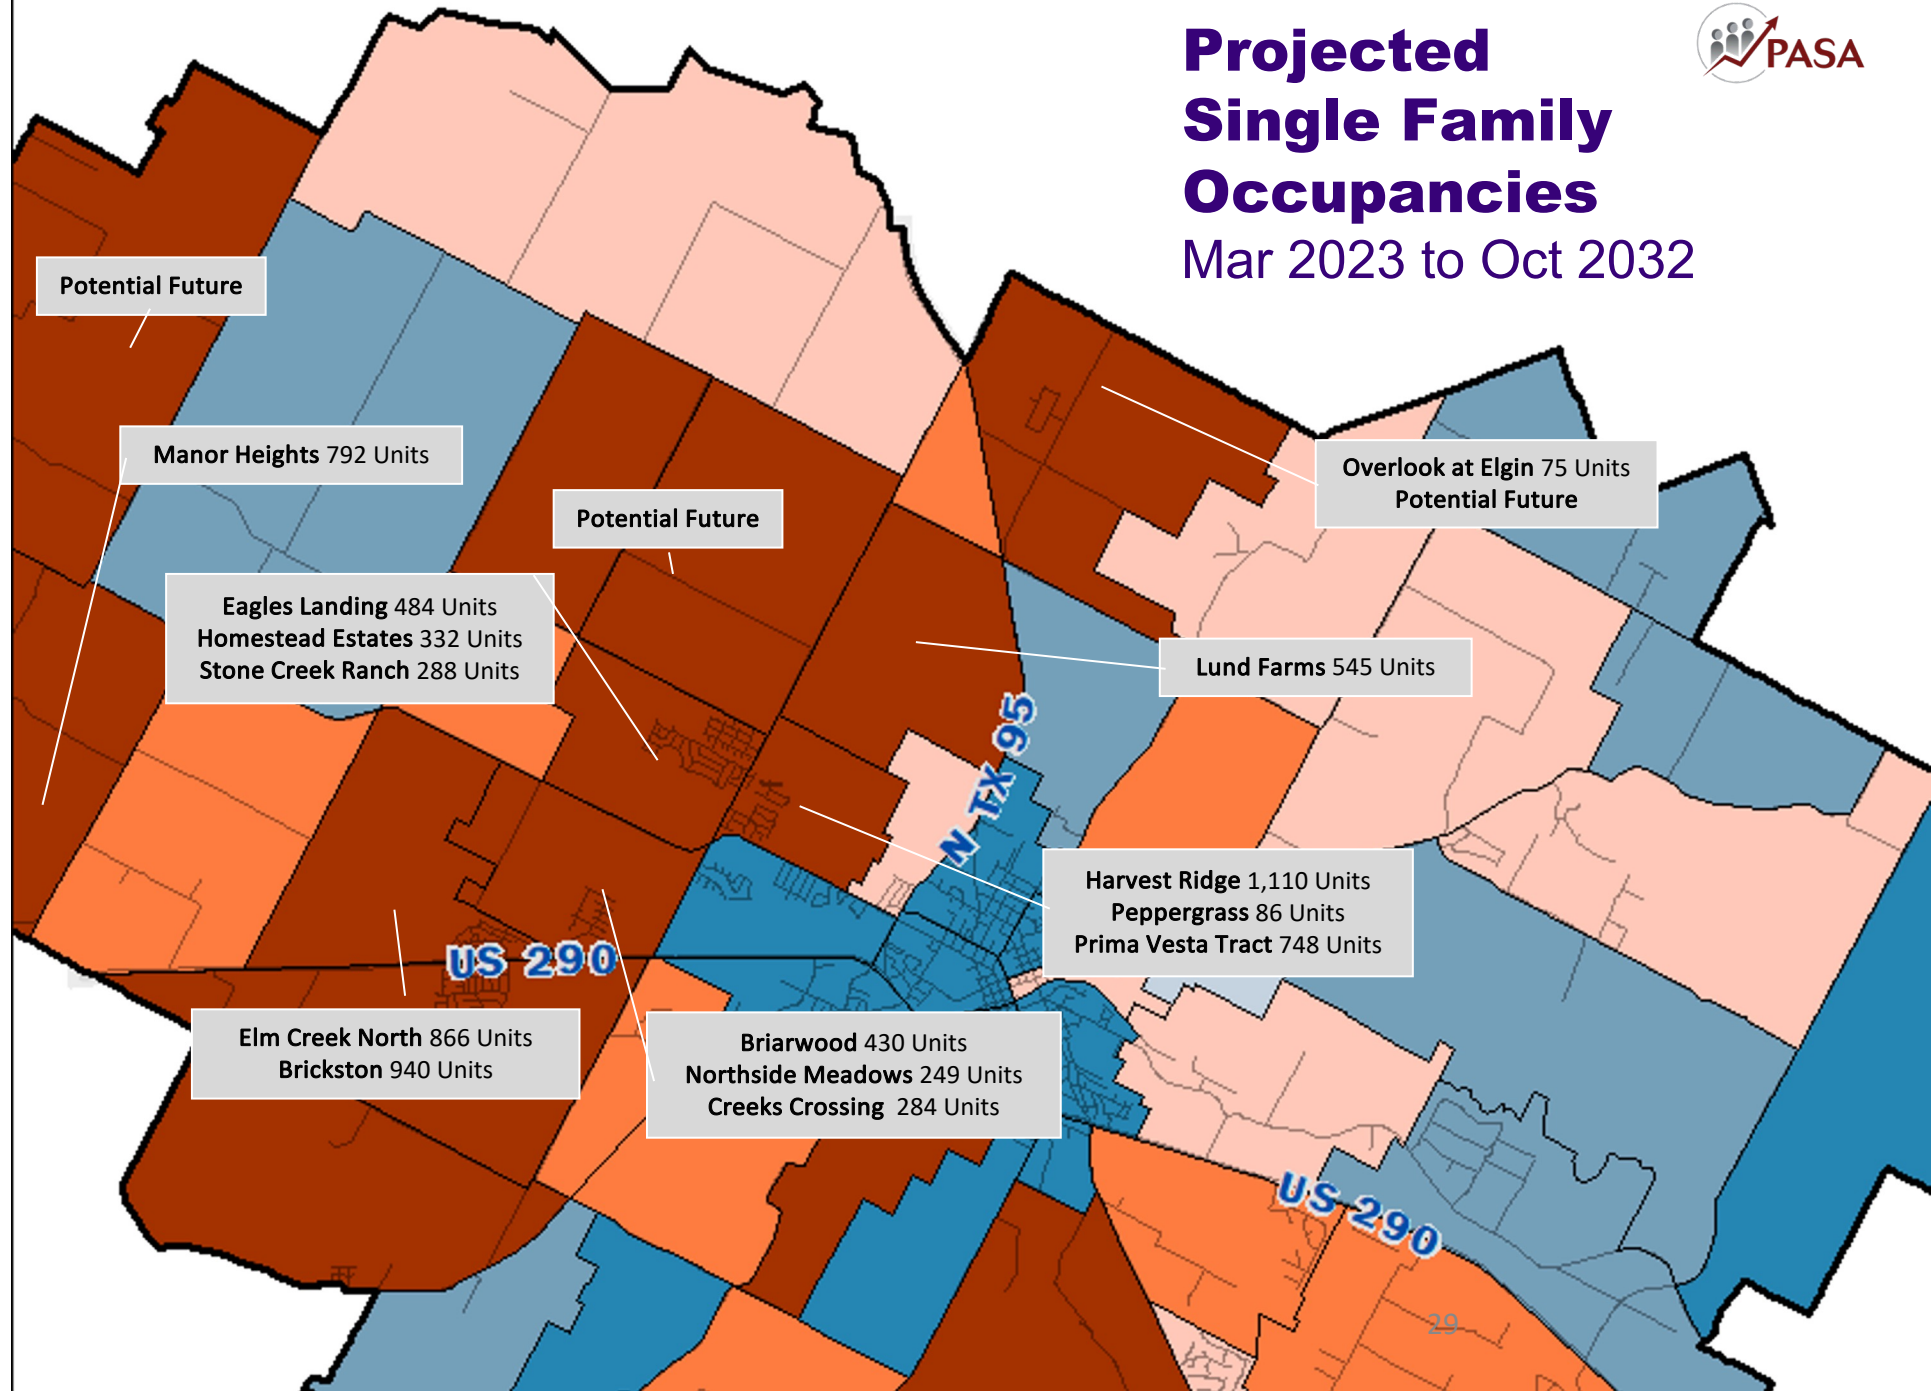 Projected
Single Family
Occupancies
Mar 2023 to Oct 2032
PASA
Potential Future
Manor Heights 792 Units
Potential Future
Overlook at Elgin 75 Units
Potential Future
Eagles Landing 484 Units
Homestead Estates 332 Units
Stone Creek Ranch 288 Units
Lund Farms 545 Units
N TX 95
Harvest Ridge 1,110 Units
Peppergrass 86 Units
Prima Vesta Tract 748 Units
US 290
Elm Creek North 866 Units
Brickston 940 Units
Briarwood 430 Units
Northside Meadows 249 Units
Creeks Crossing 284 Units
US 290
29